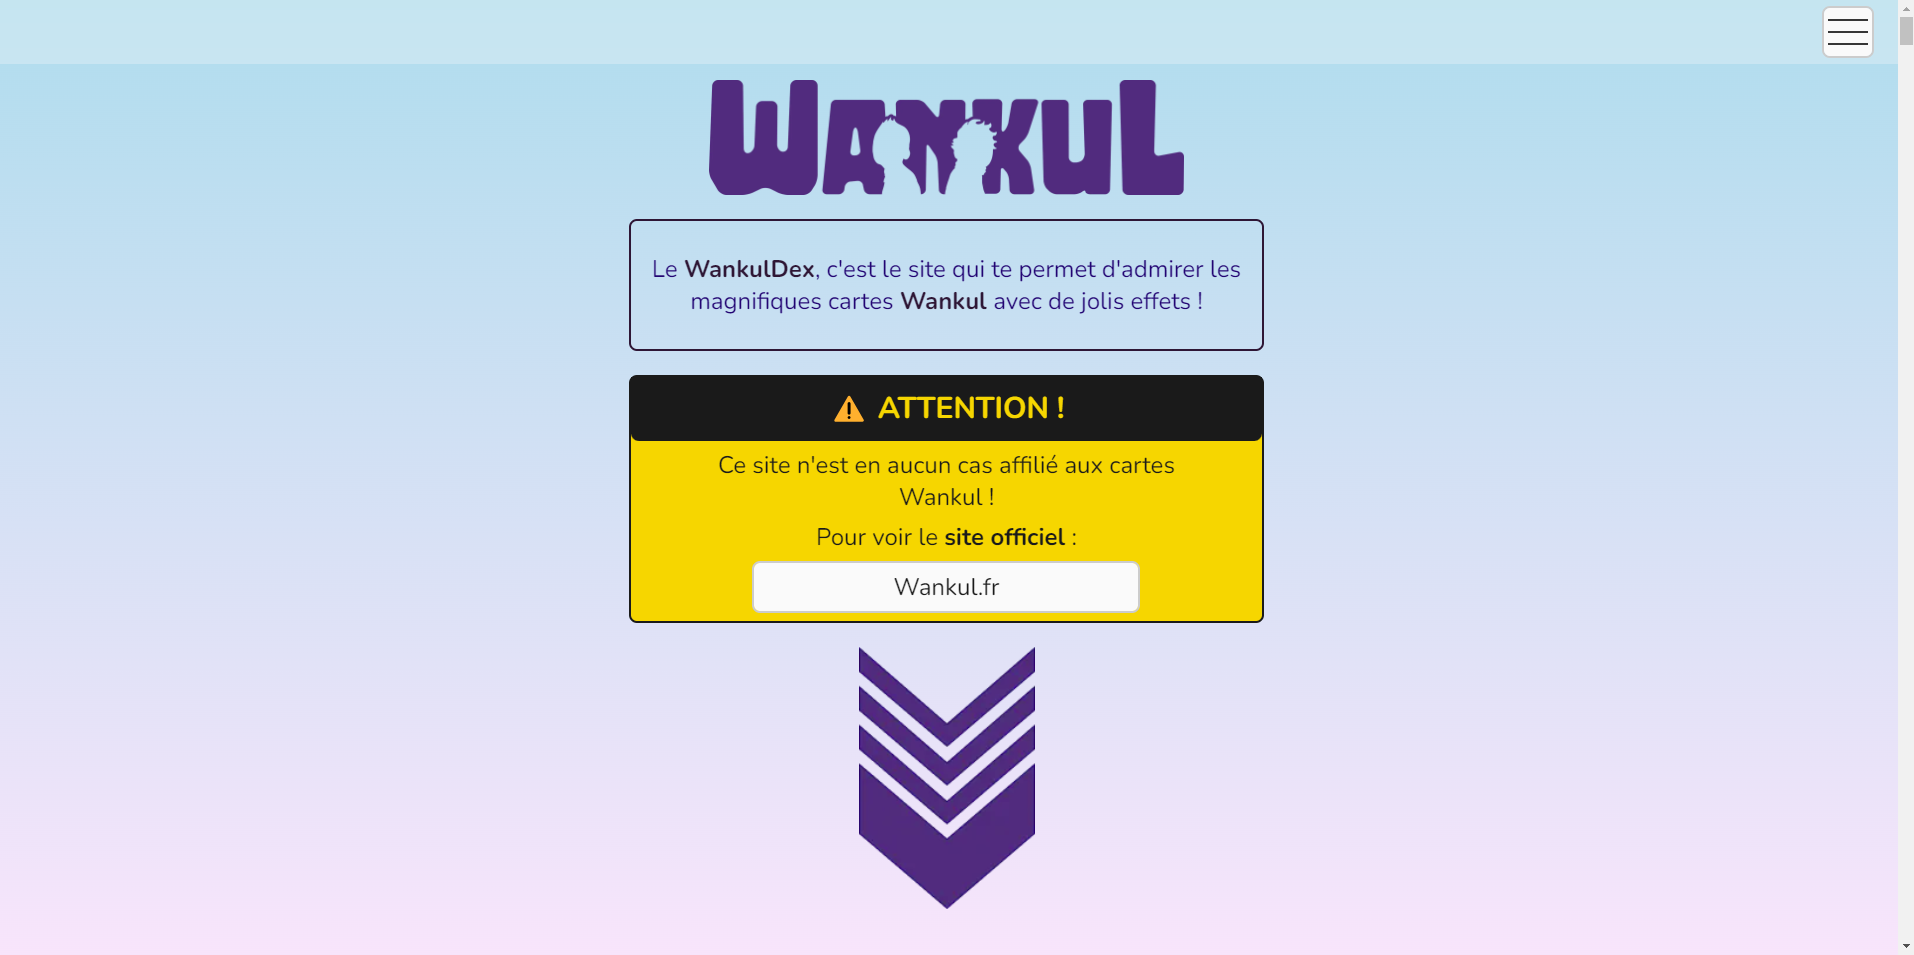 WANKUL
Le WankulDex, c'est le site qui te permet d'admirer les
magnifiques cartes Wankul avec de jolis effets !
⚠ ATTENTION !
Ce site n'est en aucun cas affilié aux cartes
Wankul !
Pour voir le site officiel :
Wankul.fr